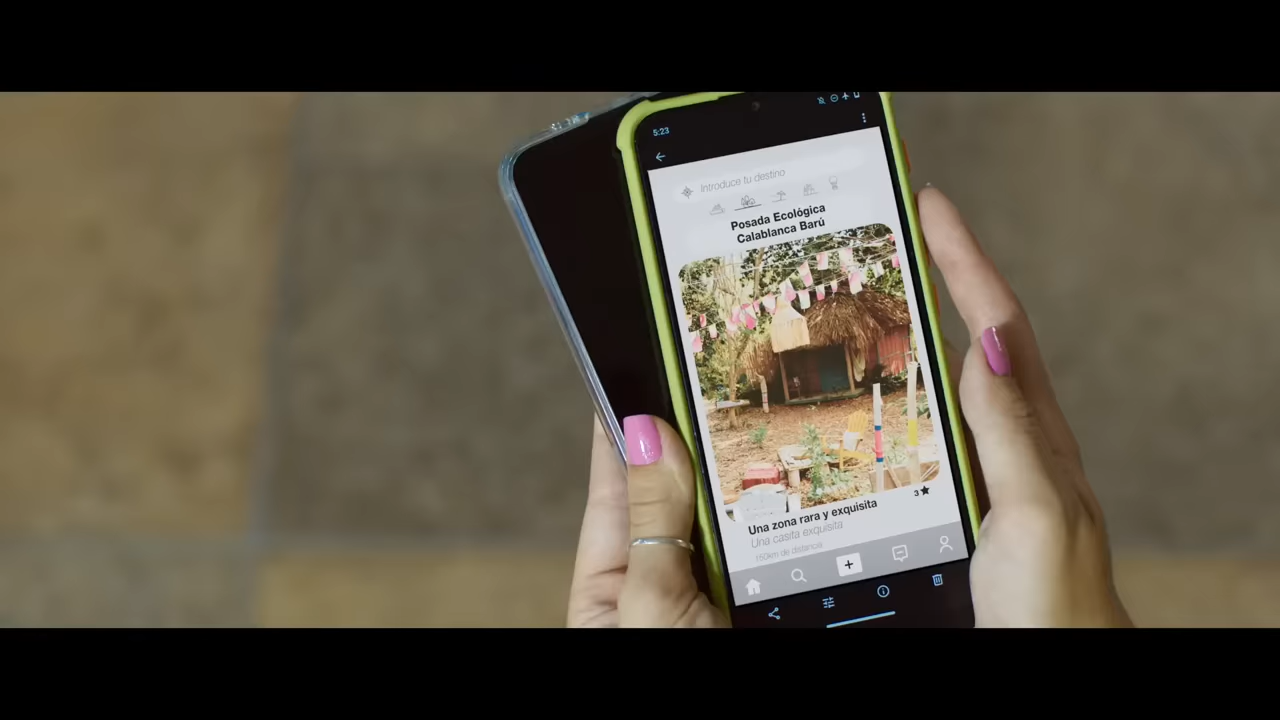 5:23
Introduce tu destino
Posada Ecológica
Calablanca Barú
3★
Una zona rara y exquisita
Una casita exquisita
150km de distancia